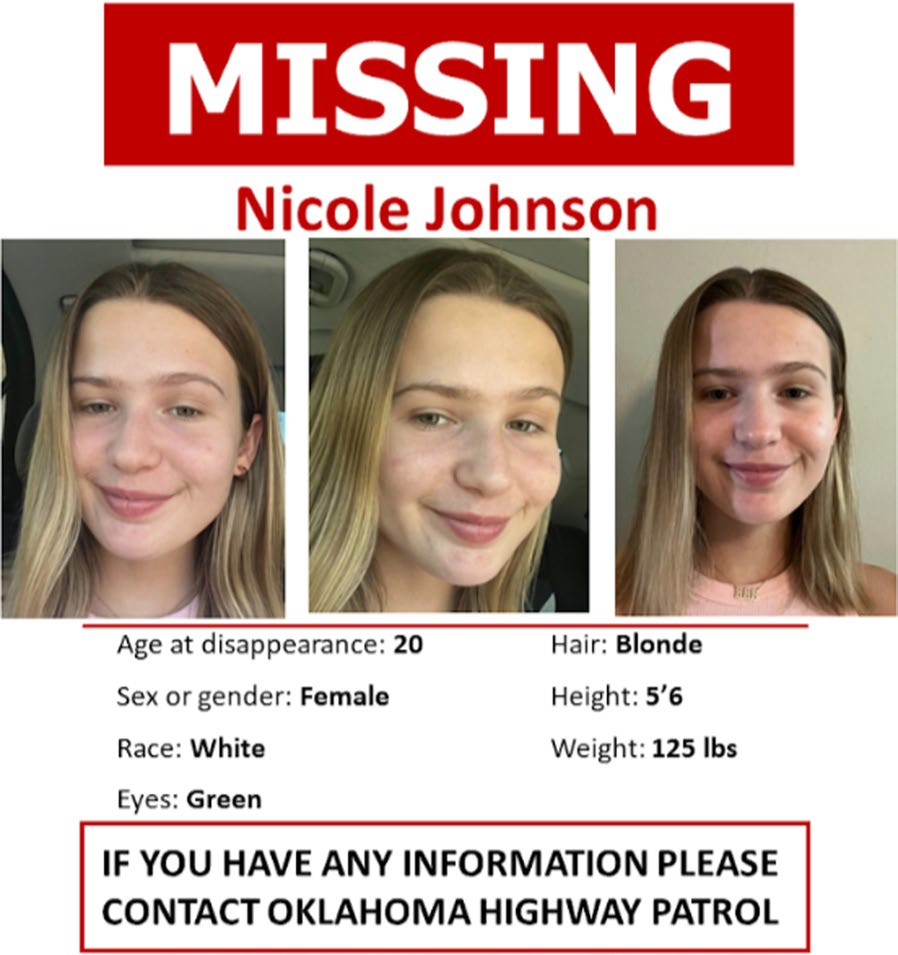 MISSING
Nicole Johnson
Age at disappearance: 20
Hair: Blonde
Sex or gender: Female
Height: 5’6
Race: White
Weight: 125 lbs
Eyes: Green
IF YOU HAVE ANY INFORMATION PLEASE
CONTACT OKLAHOMA HIGHWAY PATROL